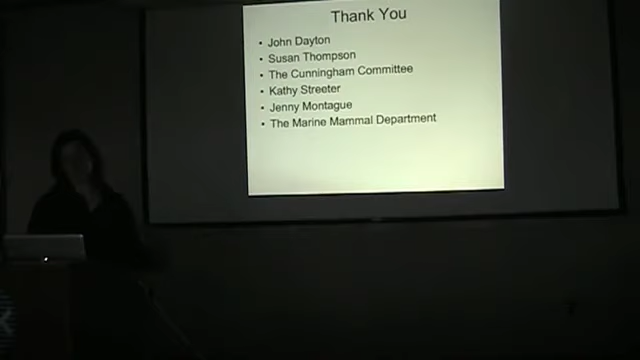 Thank You
• John Dayton
• Susan Thompson
• The Cunningham Committee
• Kathy Streeter
• Jenny Montague
• The Marine Mammal Department